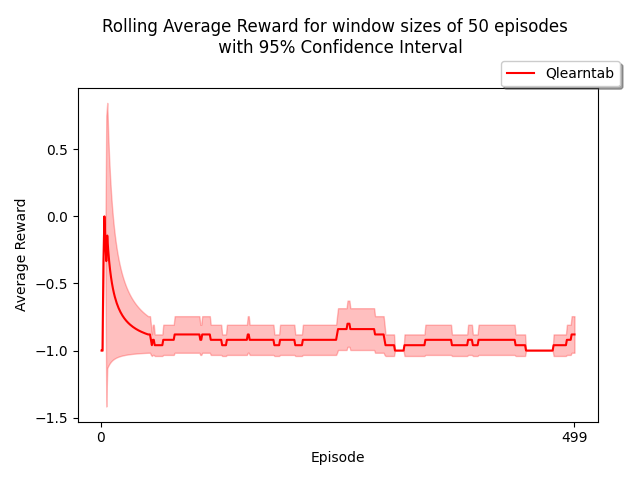 Rolling Average Reward for window sizes of 50 episodes
with 95% Confidence Interval
Qlearntab
0.5
0.0
−0.5
−1.0
−1.5
Average Reward
0
499
Episode